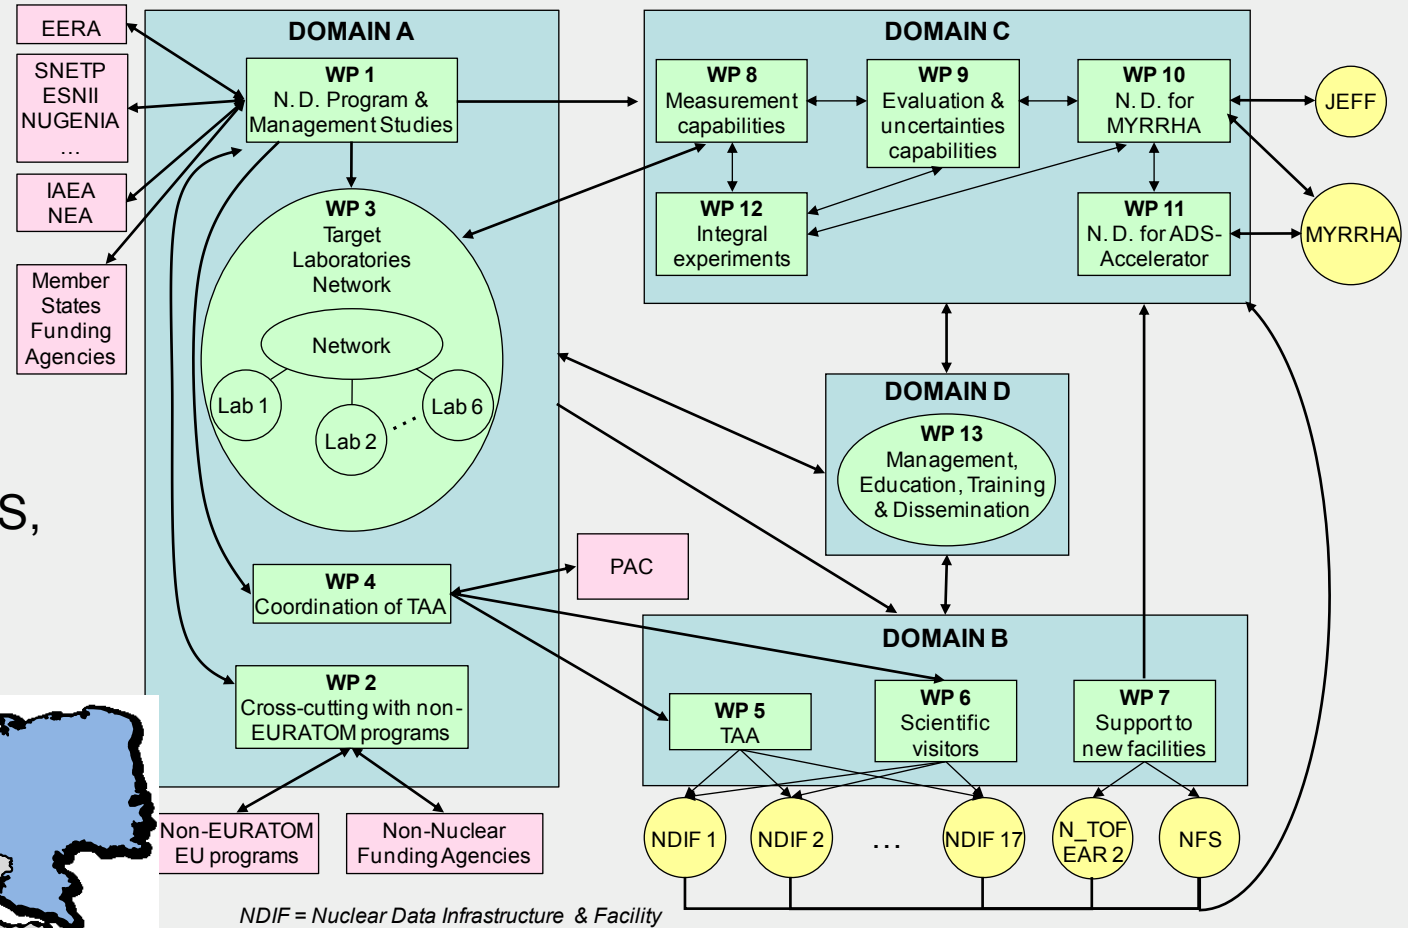 EERA
SNETP
ESNII
NUGENIA
...
IAEA
NEA
Member
States
Funding
Agencies
DOMAIN A
WP 1
N. D. Program &
Management Studies
WP 3
Target
Laboratories
Network
Network
Lab 1
Lab 2
Lab 6
WP 4
Coordination of TAA
WP 2
Cross-cutting with non-
EURATOM programs
Non-EURATOM
EU programs
Non-Nuclear
Funding Agencies
PAC
DOMAIN C
WP 8
Measurement
capabilities
WP 9
Evaluation &
uncertainties
capabilities
WP 10
N. D. for
MYRRHA
WP 12
Integral
experiments
WP 11
N. D. for ADS-
Accelerator
JEFF
MYRRHA
DOMAIN D
WP 13
Management,
Education, Training
& Dissemination
DOMAIN B
WP 5
TAA
WP 6
Scientific
visitors
WP 7
Support to
new facilities
NDIF 1
NDIF 2
...
NDIF 17
N_TOF
EAR 2
NFS
S,
NDIF = Nuclear Data Infrastructure & Facility